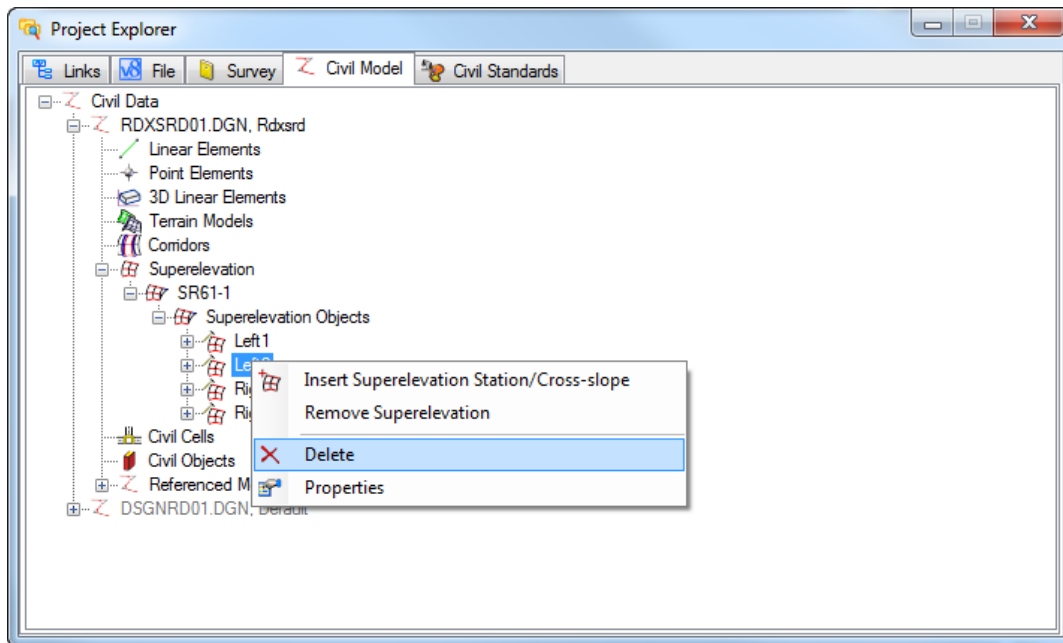 Project Explorer
Links File Survey Civil Model Civil Standards
Civil Data
RDXSRD01.DGN, Rdxsrd
Linear Elements
Point Elements
3D Linear Elements
Terrain Models
Corridors
Superelevation
SR61-1
Superelevation Objects
Left1
Insert Superelevation Station/Cross-slope
Remove Superelevation
Civil Cells
Delete
Civil Objects
Referenced M
Properties
DSGNRD01.DGN, Default